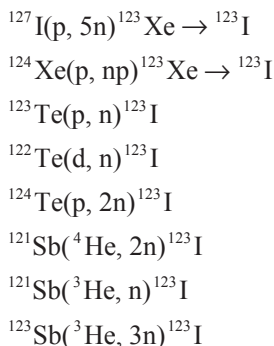 ¹²⁷I(p, 5n)¹²³Xe → ¹²³I
¹²⁴Xe(p, np)¹²³Xe → ¹²³I
¹²³Te(p, n)¹²³I
¹²²Te(d, n)¹²³I
¹²⁴Te(p, 2n)¹²³I
¹²¹Sb(⁴He, 2n)¹²³I
¹²¹Sb(³He, n)¹²³I
¹²³Sb(³He, 3n)¹²³I